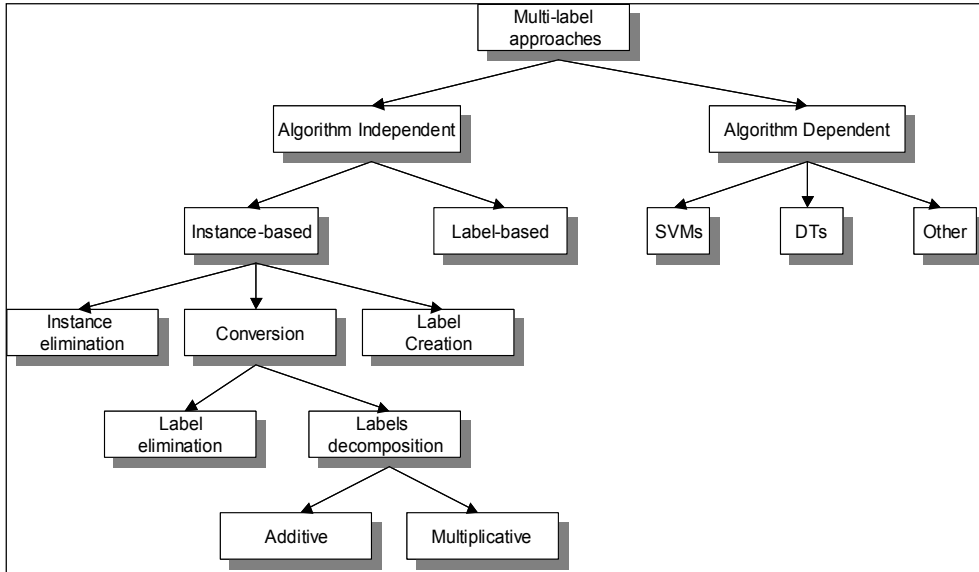 Multi-label
approaches
Algorithm Independent
Algorithm Dependent
Instance-based
Label-based
SVMs
DTs
Other
Instance
elimination
Conversion
Label
Creation
Label
elimination
Labels
decomposition
Additive
Multiplicative